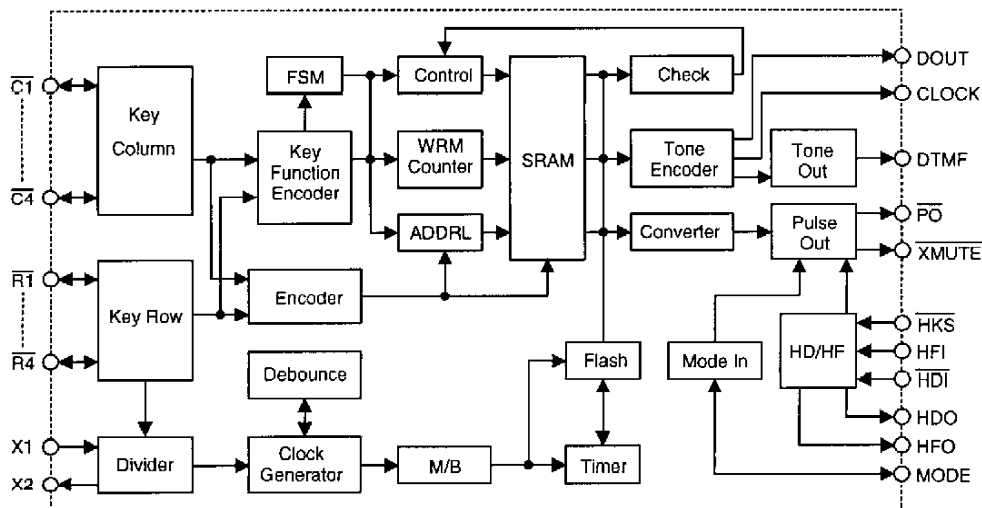 C1
C4
R1
R4
X1
X2
Key
Column
Key Row
Divider
FSM
Key
Function
Encoder
Encoder
Debounce
Clock
Generator
Control
WRM
Counter
ADDRL
M/B
SRAM
Flash
Timer
Check
Tone
Encoder
Converter
Mode In
Tone
Out
Pulse
Out
HD/HF
DOUT
CLOCK
DTMF
PO
XMUTE
HKS
HFI
HDI
HDO
HFO
MODE